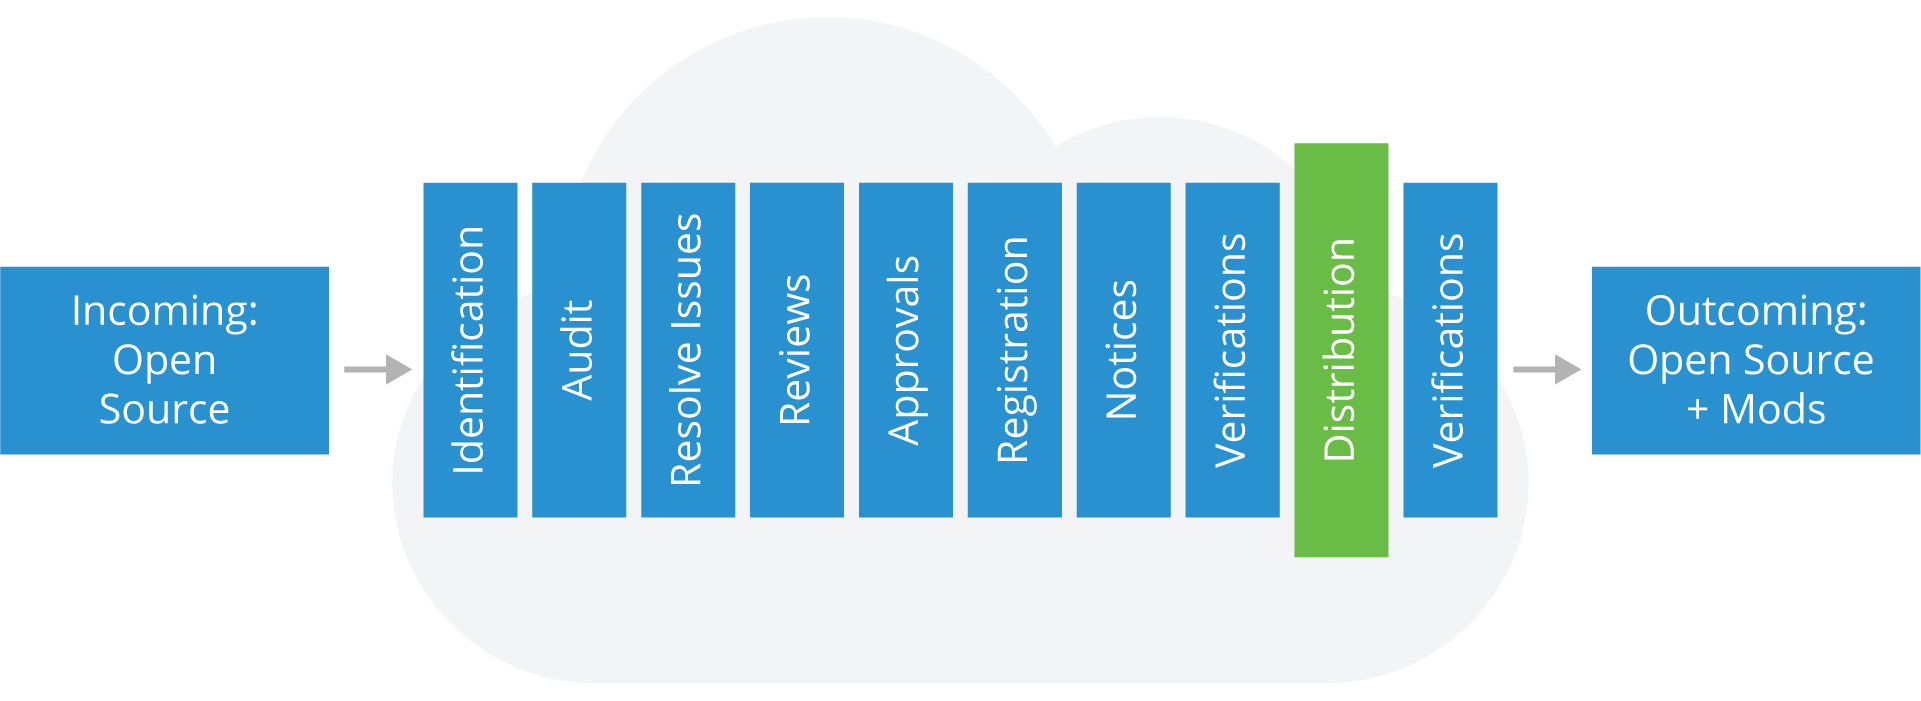 Incoming:
Open
Source
Identification
Audit
Resolve Issues
Reviews
Approvals
Registration
Notices
Verifications
Distribution
Verifications
Outcoming:
Open Source
+ Mods